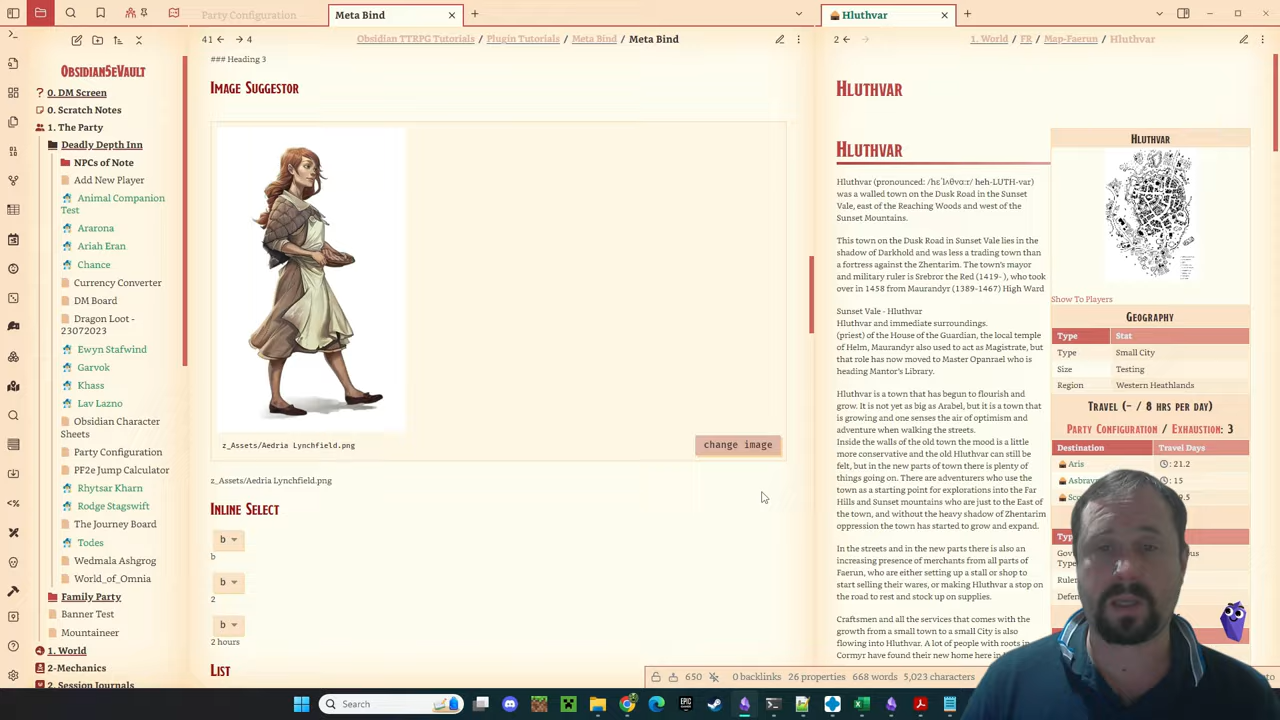 Party Configuration
Meta Bind
Hluthvar
41
4
Obsidian TTRPG Tutorials / Plugin Tutorials / Meta Bind / Meta Bind
2
1. World / FR / Map-Faerun / Hluthvar
ObsidianSeVault
0. DM Screen
0. Scratch Notes
1. The Party
Deadly Depth Inn
NPCs of Note
Add New Player
Animal Companion
Test
Ararona
Ariah Eran
Chance
Currency Converter
DM Board
Dragon Loot -
23072023
Ewyn Stafwind
Garvok
Khass
Lav Lazno
Obsidian Character
Sheets
Party Configuration
PF2e Jump Calculator
Rhytsar Kharn
Rodge Stagswift
The Journey Board
Todes
Wedmala Ashgrog
World_of_Omnia
Family Party
Banner Test
Mountaineer
1. World
2-Mechanics
2. Session Journals
### Heading 3
Image Suggestor
z_Assets/Aedria Lynchfield.png
change image
z_Assets/Aedria Lynchfield.png
Inline Select
b
b
b
2
b
2 hours
List
Hluthvar
Hluthvar
Hluthvar (pronounced: /hɛˈlʌθvɑːr/ heh-LUTH-var)
was a walled town on the Dusk Road in the Sunset
Vale, east of the Reaching Woods and west of the
Sunset Mountains.
This town on the Dusk Road in Sunset Vale lies in the
shadow of Darkhold and was less a trading town than
a fortress against the Zhentarim. The town's mayor
and military ruler is Srebror the Red (1419- ), who took
over in 1458 from Maurandyr (1389-1467) High Ward
Sunset Vale - Hluthvar
Hluthvar and immediate surroundings.
(priest) of the House of the Guardian, the local temple
of Helm, Maurandyr also used to act as Magistrate, but
that role has now moved to Master Opanrael who is
heading Mantor's Library.
Hluthvar is a town that has begun to flourish and
grow. It is not yet as big as Arabel, but it is a town that
is growing and one senses the air of optimism and
adventure when walking the streets.
Inside the walls of the old town the mood is a little
more conservative and the old Hluthvar can still be
felt, but in the new parts of town there is plenty of
things going on. There are adventurers who use the
town as a starting point for explorations into the Far
Hills and Sunset mountains who are just to the East of
the town, and without the heavy shadow of Zhentarim
oppression the town has started to grow and expand.
In the streets and in the new parts there is also an
increasing presence of merchants from all parts of
Faerun, who are either setting up a stall or shop to
start selling their wares, or making Hluthvar a stop on
the road to rest and stock up on supplies.
Craftsmen and all the services that comes with the
growth from a small town to a small City is also
flowing into Hluthvar. A lot of people with roots in
Cormyr have found their new home here in
Hluthvar
Show To Players
Geography
Type Stat
Type Small City
Size Testing
Region Western Heathlands
Travel (~ / 8 hrs per day)
Party Configuration / Exhaustion: 3
Destination Travel Days
Aris : 21.2
: 15
9.5
650 0 backlinks 26 properties 668 words 5,023 characters
Search